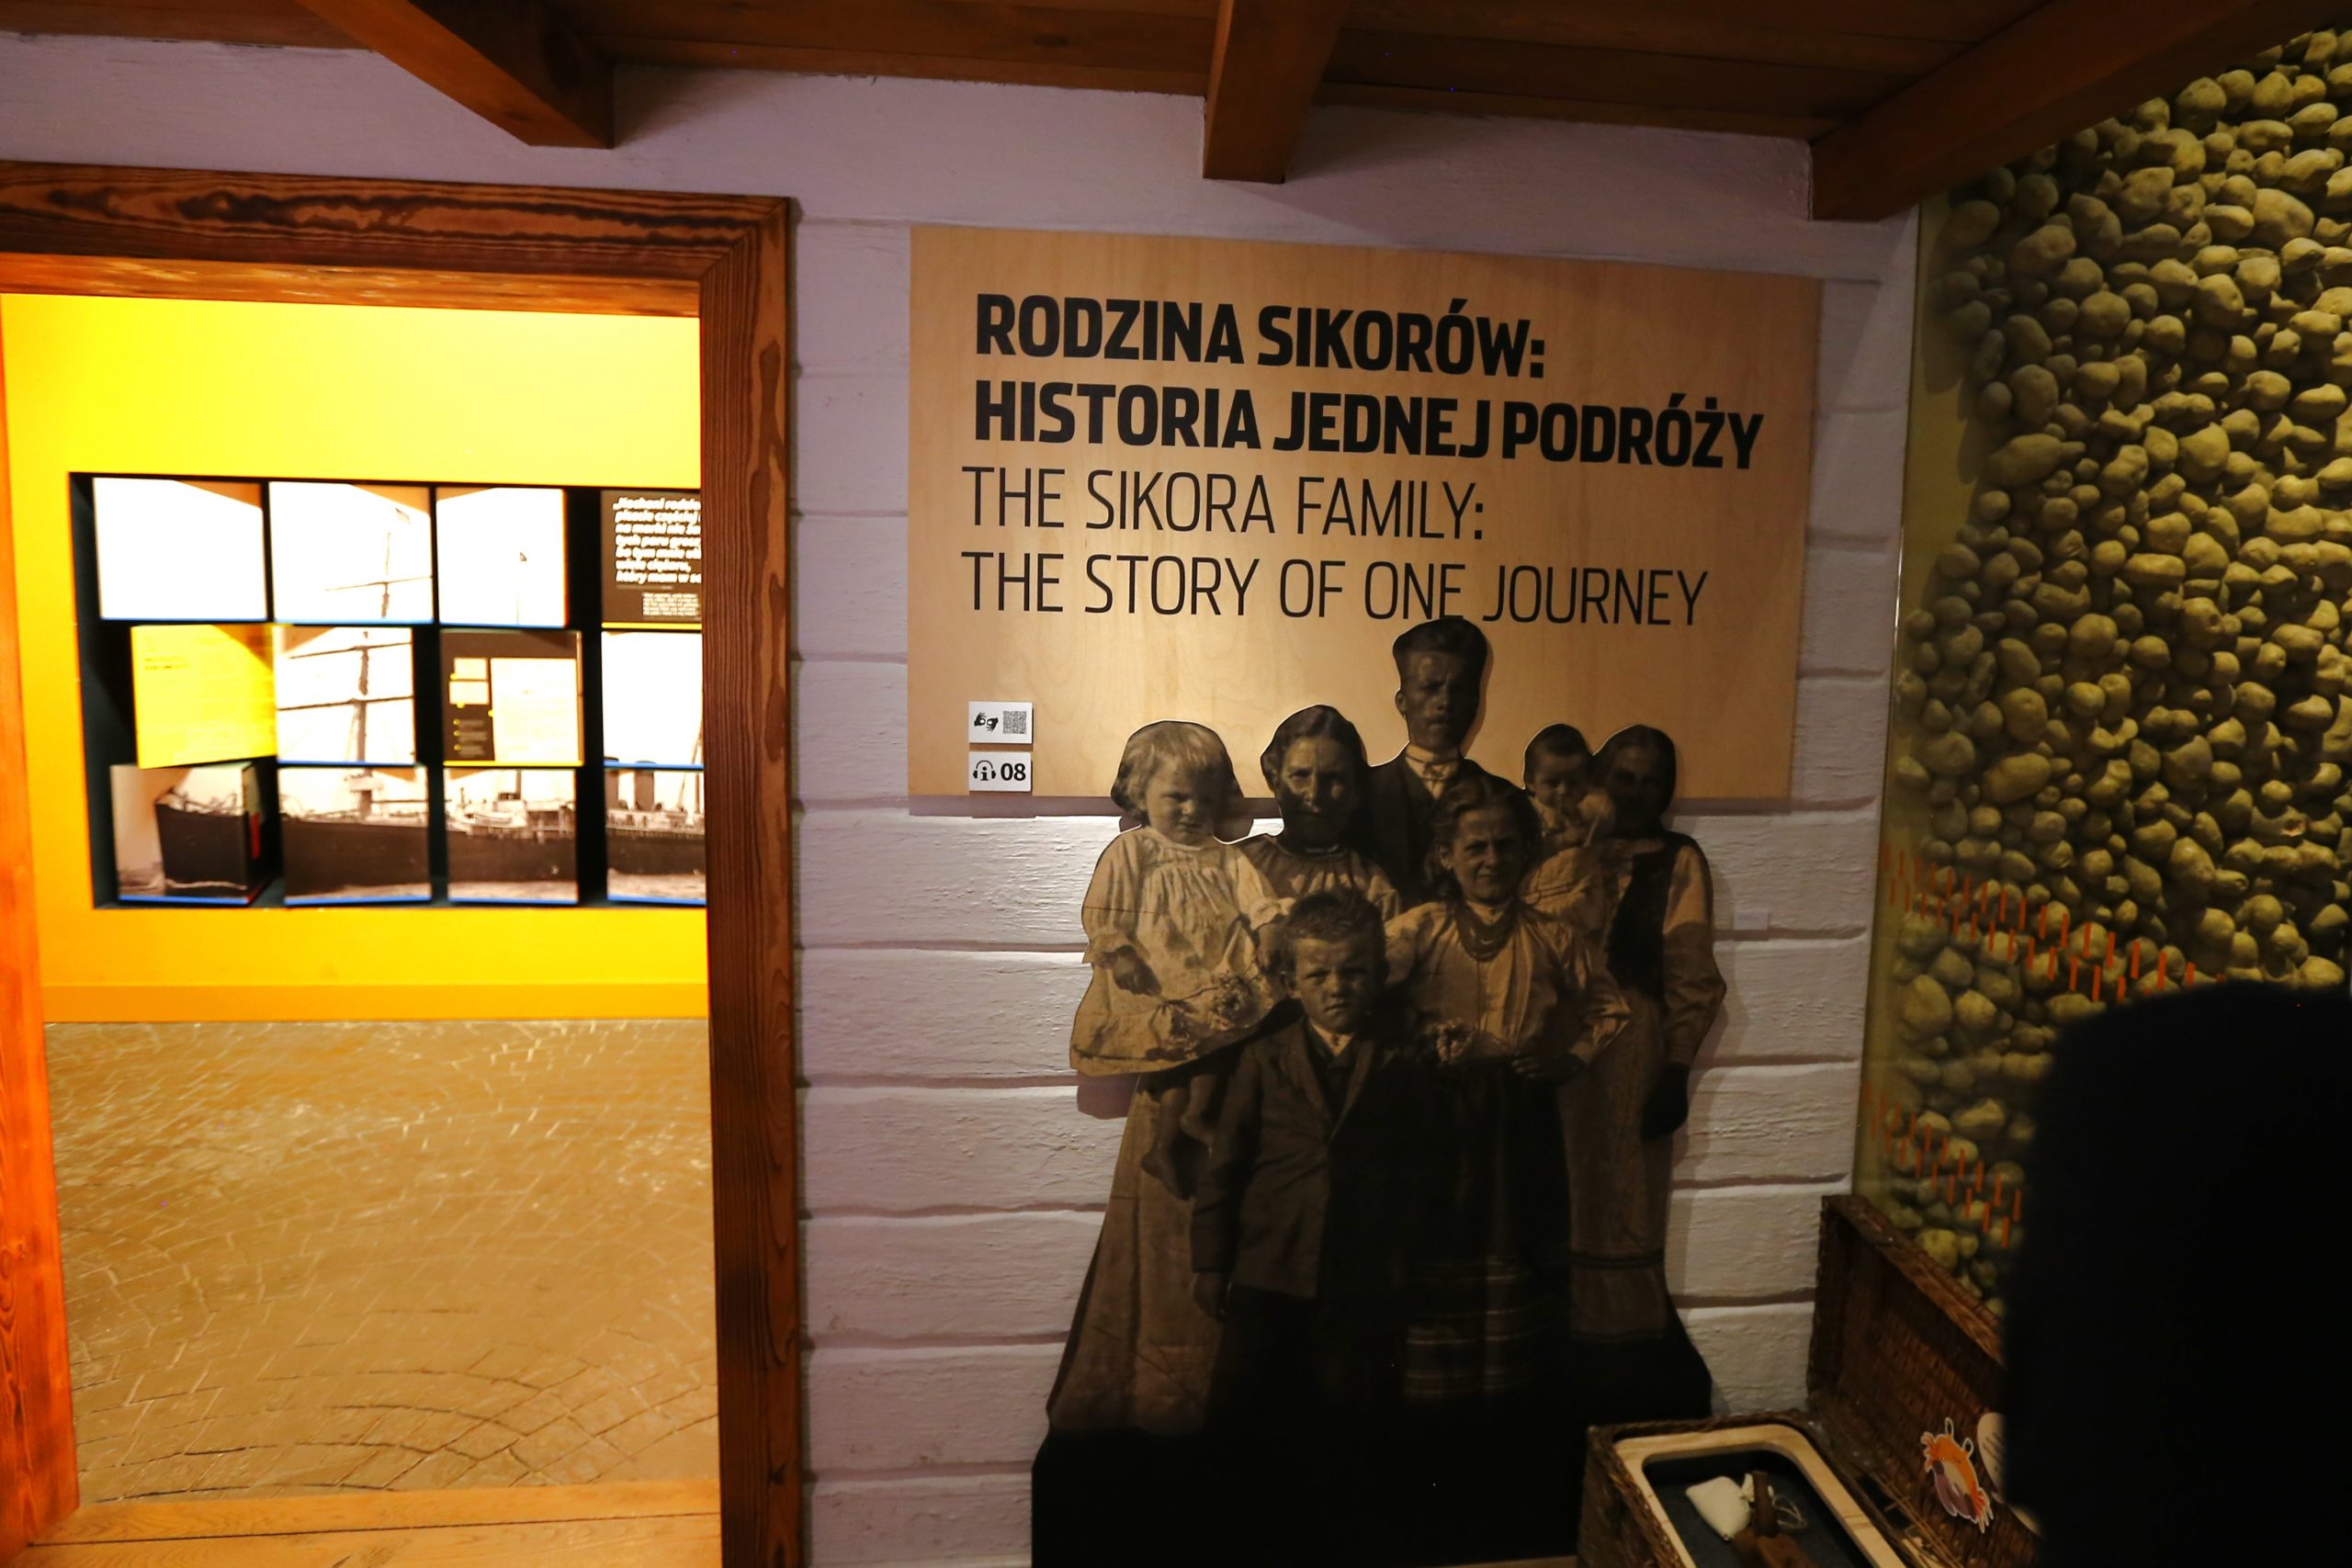 RODZINA SIKORÓW:
HISTORIA JEDNEJ PODRÓŻY
THE SIKORA FAMILY:
THE STORY OF ONE JOURNEY
08